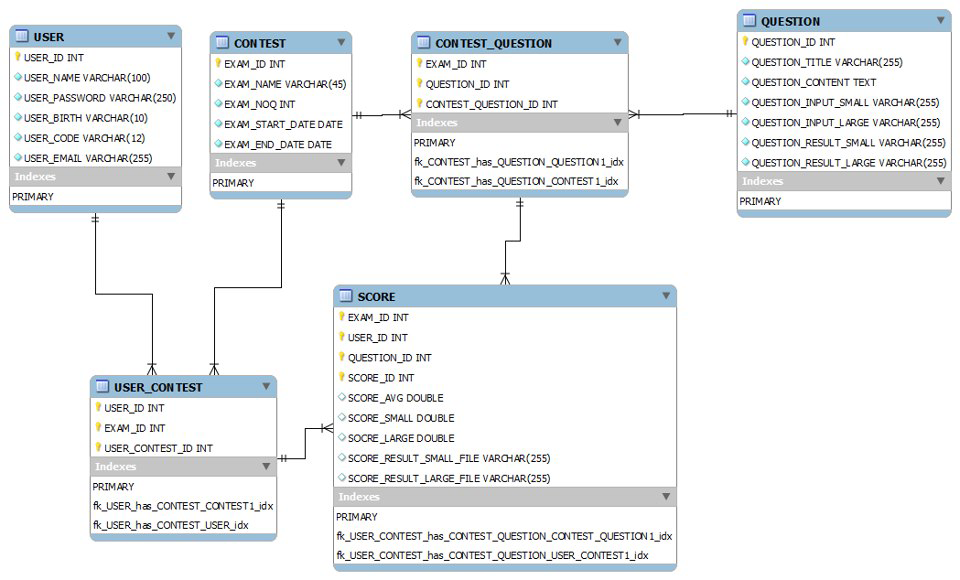 USER
USER_ID INT
USER_NAME VARCHAR(100)
USER_PASSWORD VARCHAR(250)
USER_BIRTH VARCHAR(10)
USER_CODE VARCHAR(12)
USER_EMAIL VARCHAR(255)
Indexes
PRIMARY
CONTEST
EXAM_ID INT
EXAM_NAME VARCHAR(45)
EXAM_NOQ INT
EXAM_START_DATE DATE
EXAM_END_DATE DATE
Indexes
PRIMARY
CONTEST_QUESTION
EXAM_ID INT
QUESTION_ID INT
CONTEST_QUESTION_ID INT
Indexes
PRIMARY
fk_CONTEST_has_QUESTION_QUESTION1_idx
fk_CONTEST_has_QUESTION_CONTEST1_idx
QUESTION
QUESTION_ID INT
QUESTION_TITLE VARCHAR(255)
QUESTION_CONTENT TEXT
QUESTION_INPUT_SMALL VARCHAR(255)
QUESTION_INPUT_LARGE VARCHAR(255)
QUESTION_RESULT_SMALL VARCHAR(255)
QUESTION_RESULT_LARGE VARCHAR(255)
Indexes
PRIMARY
USER_CONTEST
USER_ID INT
EXAM_ID INT
USER_CONTEST_ID INT
Indexes
PRIMARY
fk_USER_has_CONTEST_CONTEST1_idx
fk_USER_has_CONTEST_USER_idx
SCORE
EXAM_ID INT
USER_ID INT
QUESTION_ID INT
SCORE_ID INT
SCORE_AVG DOUBLE
SCORE_SMALL DOUBLE
SOCRE_LARGE DOUBLE
SCORE_RESULT_SMALL_FILE VARCHAR(255)
SCORE_RESULT_LARGE_FILE VARCHAR(255)
Indexes
PRIMARY
fk_USER_CONTEST_has_CONTEST_QUESTION_CONTEST_QUESTION1_idx
fk_USER_CONTEST_has_CONTEST_QUESTION_USER_CONTEST1_idx